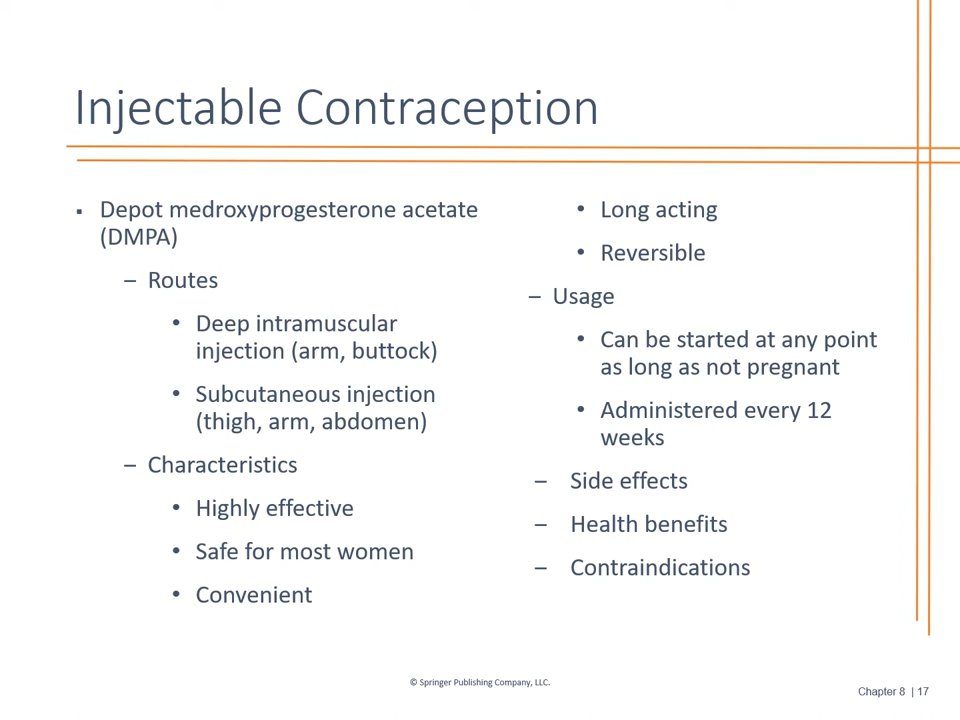 Injectable Contraception
▪ Depot medroxyprogesterone acetate
(DMPA)
– Routes
• Deep intramuscular
injection (arm, buttock)
• Subcutaneous injection
(thigh, arm, abdomen)
– Characteristics
• Highly effective
• Safe for most women
• Convenient
• Long acting
• Reversible
– Usage
• Can be started at any point
as long as not pregnant
• Administered every 12
weeks
– Side effects
– Health benefits
– Contraindications
© Springer Publishing Company, LLC.
Chapter 8 | 17